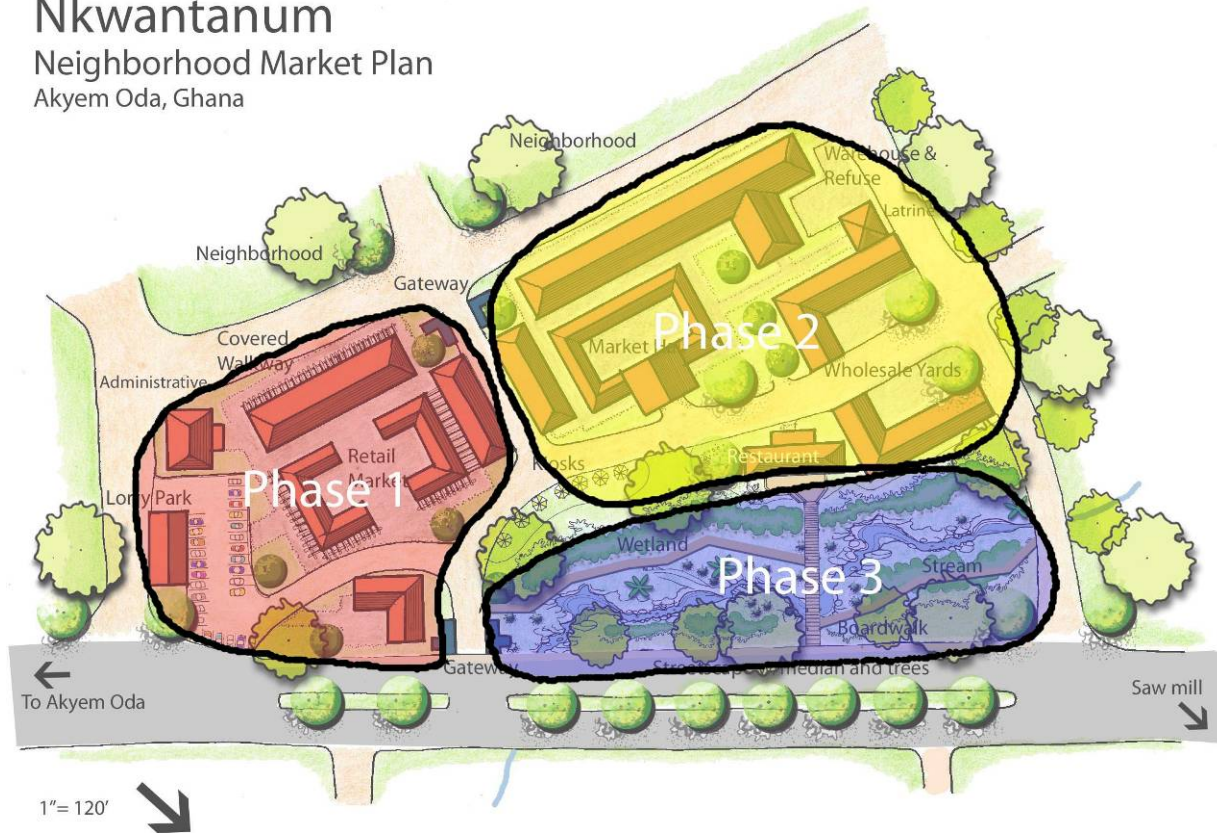 Nkwantanum
Neighborhood Market Plan
Akyem Oda, Ghana
Neighborhood
Warehouse &
Refuse
Latrine
Neighborhood
Gateway
Covered
Walkway
Administrative
Phase 2
Market
Wholesale Yards
Retail
Market
Phase 1
Lorry Park
Kiosks
Restaurant
Wetland
Phase 3
Stream
Boardwalk
Gateway
median and trees
To Akyem Oda
Saw mill
1"= 120'